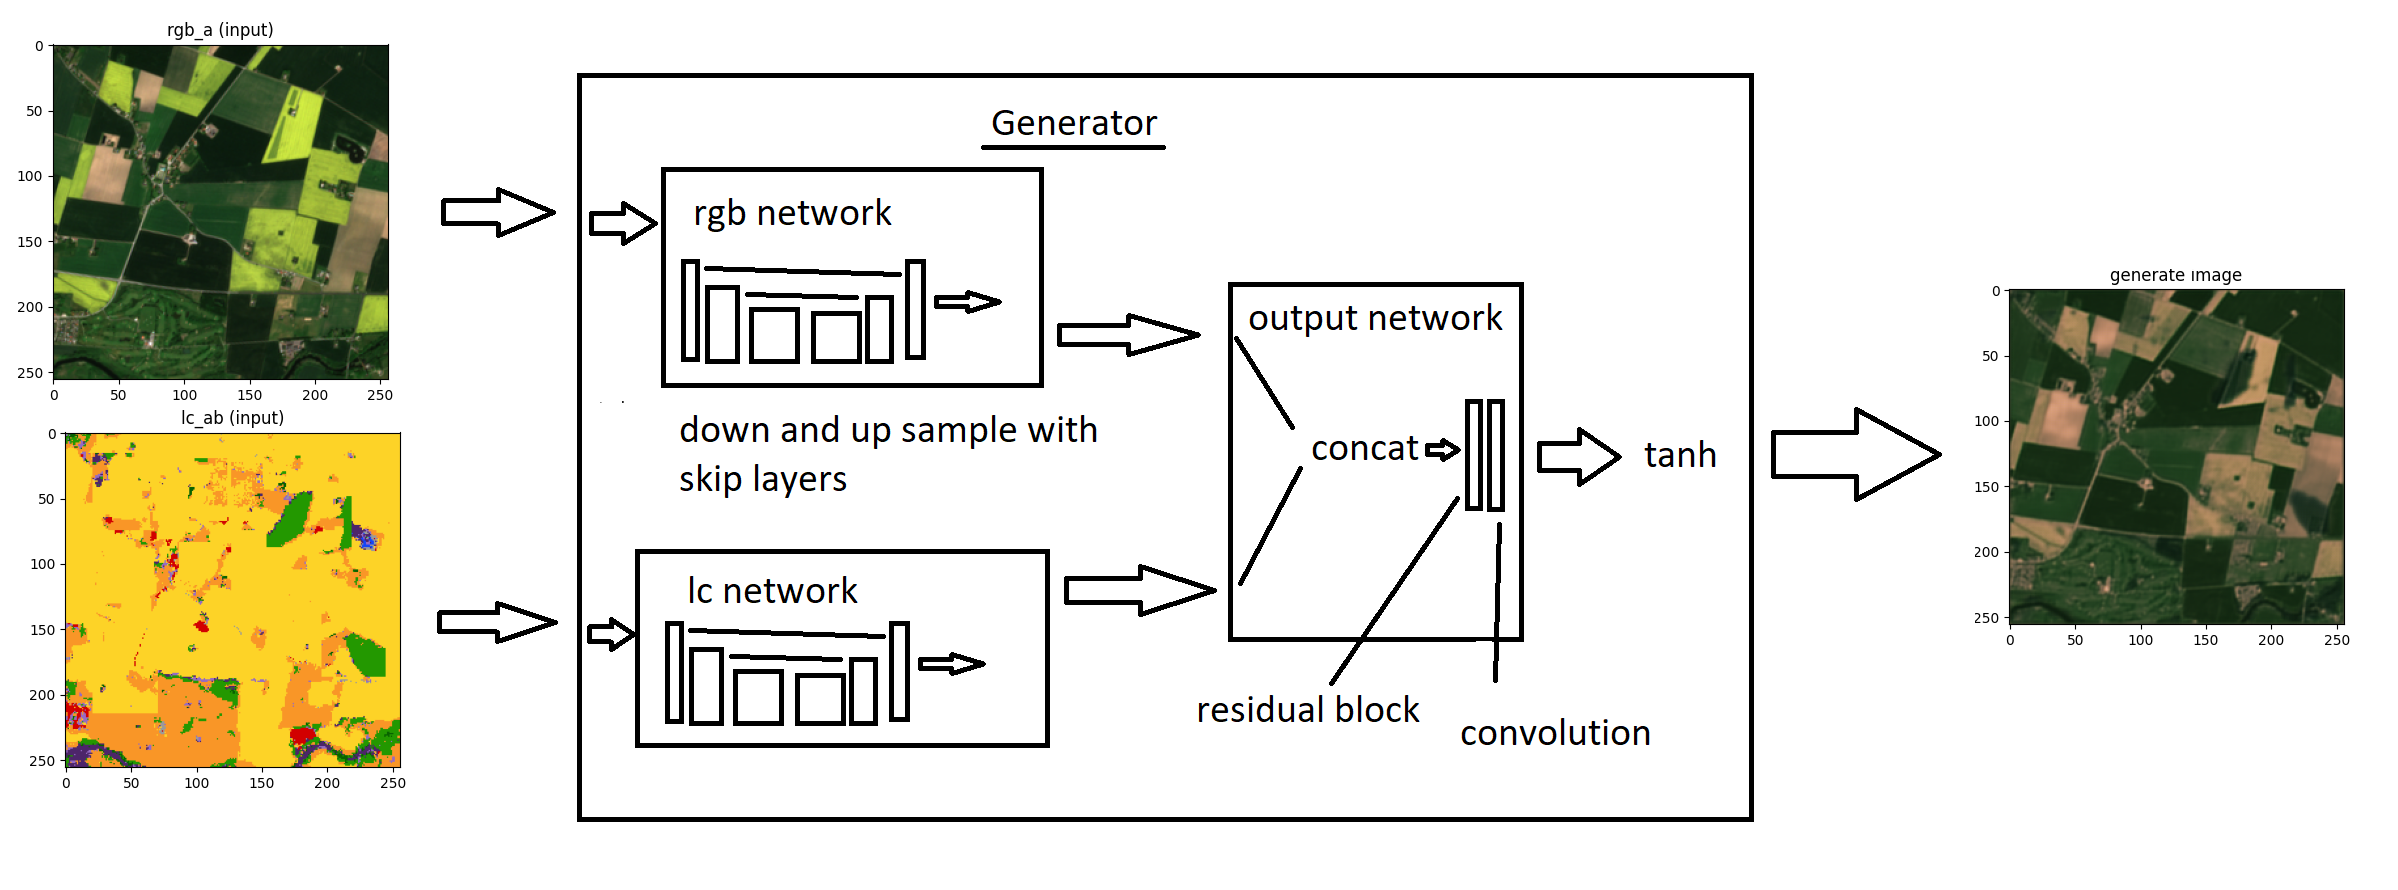 rgb_a (input)
0
50
100
150
200
250
0 50 100 150 200 250
lc_ab (input)
0
50
100
150
200
250
0 50 100 150 200 250
Generator
rgb network
down and up sample with
skip layers
lc network
output network
concat
tanh
residual block
convolution
generate image
0
50
100
150
200
250
0 50 100 150 200 250